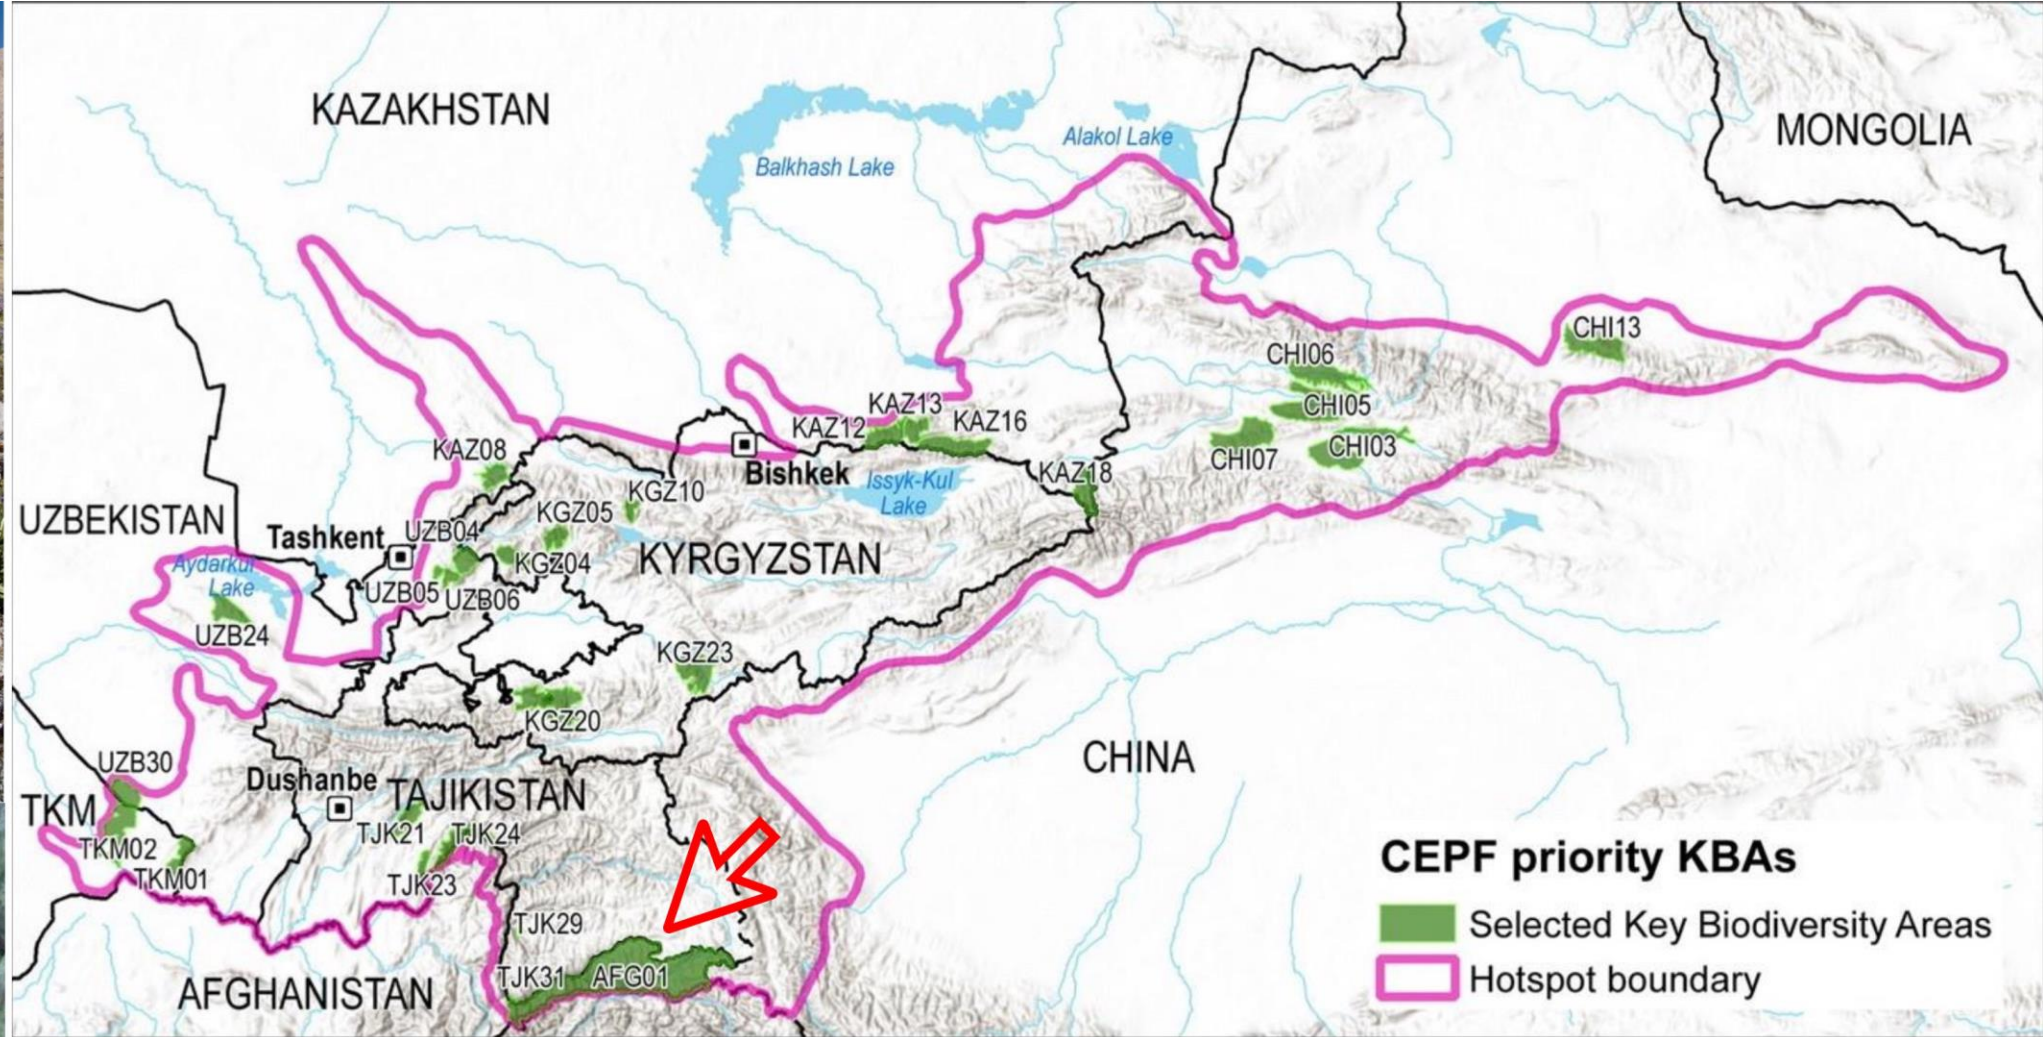 KAZAKHSTAN
MONGOLIA
Alakol Lake
Balkhash Lake
CHI13
CHI06
KAZ13
CHI05
KAZ12
KAZ16
KAZ08
CHI03
Bishkek
CHI07
KAZ18
Issyk-Kul
Lake
KGZ10
UZBEKISTAN
KGZ05
Tashkent
UZB04
KYRGYZSTAN
KGZ04
Aydarkul
Lake
UZB05
UZB06
UZB24
KGZ23
KGZ20
CHINA
UZB30
Dushanbe
TAJIKISTAN
TKM
TJK21
TJK24
TKM02
TKM01
TJK23
TJK29
TJK31
AFG01
AFGHANISTAN
CEPF priority KBAs
Selected Key Biodiversity Areas
Hotspot boundary